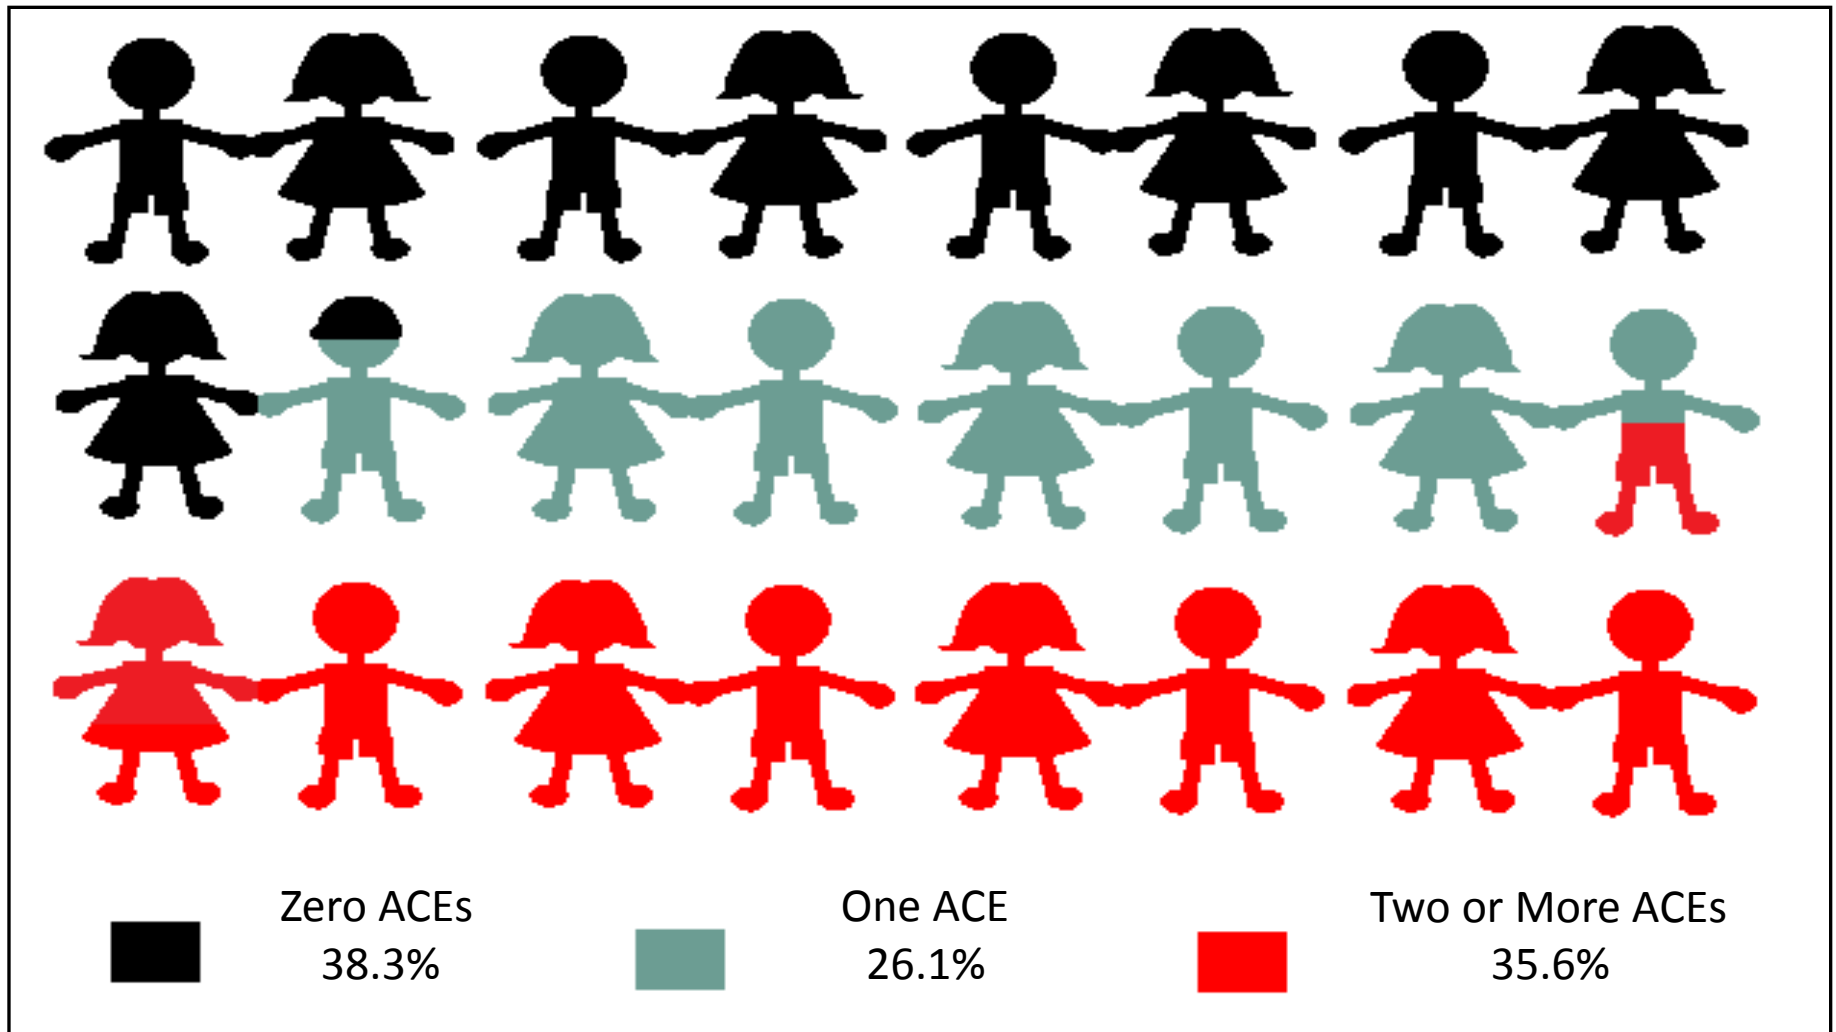 Zero ACEs
38.3%
One ACE
26.1%
Two or More ACEs
35.6%